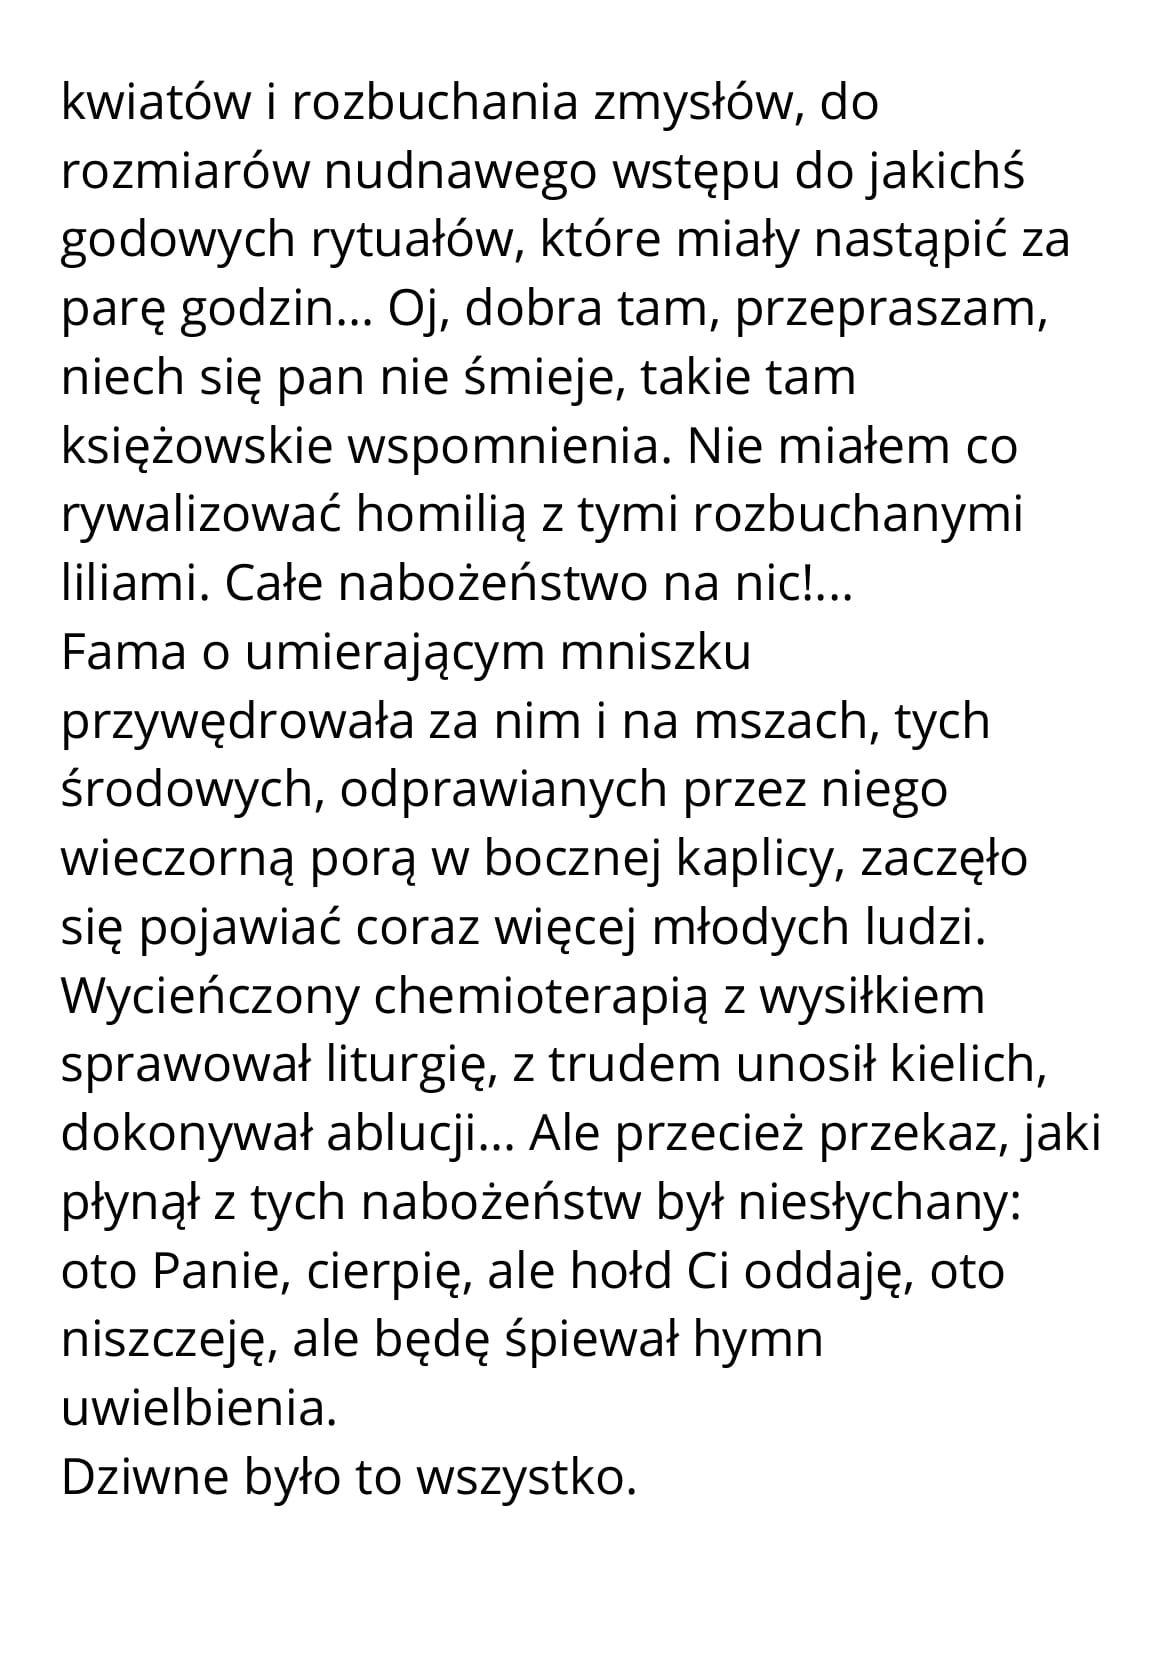 kwiatów i rozbuchania zmysłów, do
rozmiarów nudnawego wstępu do jakichś
godowych rytuałów, które miały nastąpić za
parę godzin... Oj, dobra tam, przepraszam,
niech się pan nie śmieje, takie tam
księżowskie wspomnienia. Nie miałem co
rywalizować homilią z tymi rozbuchanymi
liliami. Całe nabożeństwo na nic!...
Fama o umierającym mniszku
przywędrowała za nim i na mszach, tych
środowych, odprawianych przez niego
wieczorną porą w bocznej kaplicy, zaczęło
się pojawiać coraz więcej młodych ludzi.
Wycieńczony chemioterapią z wysiłkiem
sprawował liturgię, z trudem unosił kielich,
dokonywał ablucji... Ale przecież przekaz, jaki
płynął z tych nabożeństw był niesłychany:
oto Panie, cierpię, ale hołd Ci oddaję, oto
niszczeję, ale będę śpiewał hymn
uwielbienia.
Dziwne było to wszystko.